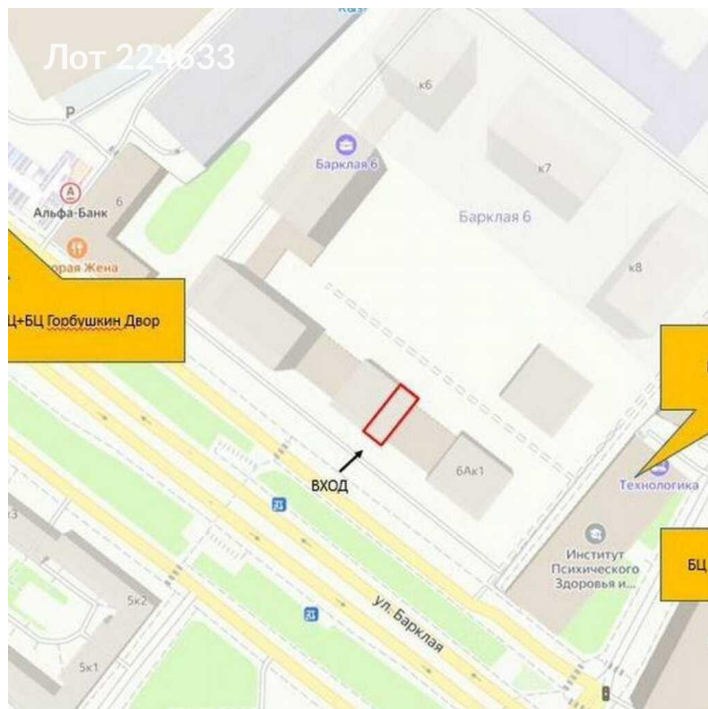 Лот 224633
к6
Р
Барклая 6
к7
6
Альфа-Банк
Барклая 6
орая Жена
к8
Ц+БЦ Горбушкин Двор
6Ак1
ВХОД
Технологика
Институт
Психического
Здоровья и...
БЦ
5к2
ул. Барклая
5к1